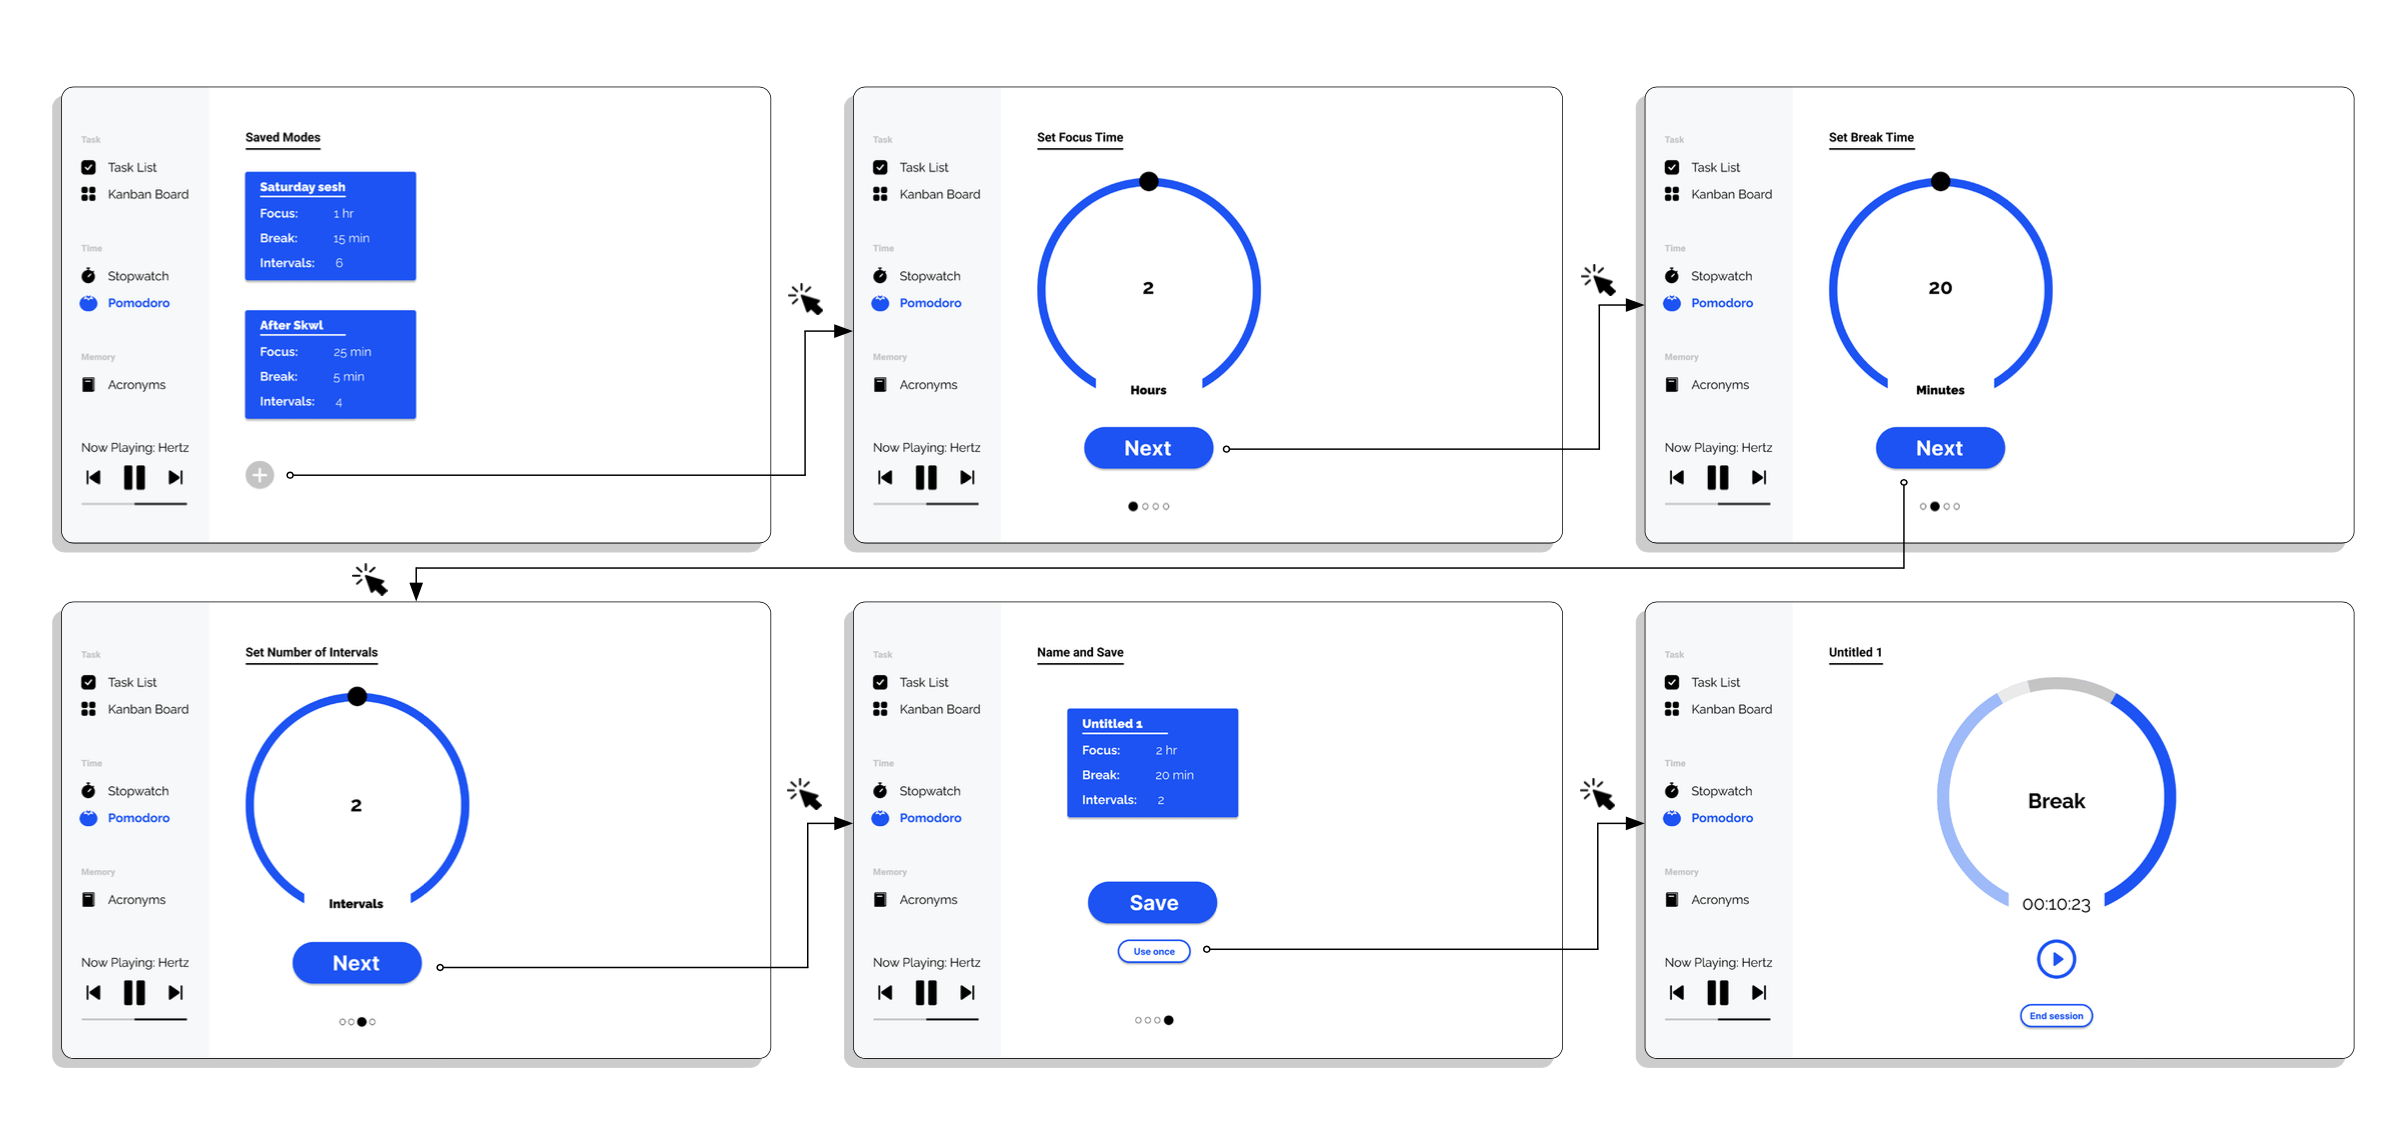 Task
Task List
Kanban Board
Time
Stopwatch
Pomodoro
Memory
Acronyms
Now Playing: Hertz
Saved Modes
Saturday sesh
Focus: 1 hr
Break: 15 min
Intervals: 6
After Skwl
Focus: 25 min
Break: 5 min
Intervals: 4
Task
Task List
Kanban Board
Time
Stopwatch
Pomodoro
Memory
Acronyms
Now Playing: Hertz
Set Focus Time
2
Hours
Next
Task
Task List
Kanban Board
Time
Stopwatch
Pomodoro
Memory
Acronyms
Now Playing: Hertz
Set Break Time
20
Minutes
Next
Task
Task List
Kanban Board
Time
Stopwatch
Pomodoro
Memory
Acronyms
Now Playing: Hertz
Set Number of Intervals
2
Intervals
Next
Task
Task List
Kanban Board
Time
Stopwatch
Pomodoro
Memory
Acronyms
Now Playing: Hertz
Name and Save
Untitled 1
Focus: 2 hr
Break: 20 min
Intervals: 2
Save
Use once
Task
Task List
Kanban Board
Time
Stopwatch
Pomodoro
Memory
Acronyms
Now Playing: Hertz
Untitled 1
Break
00:10:23
End session